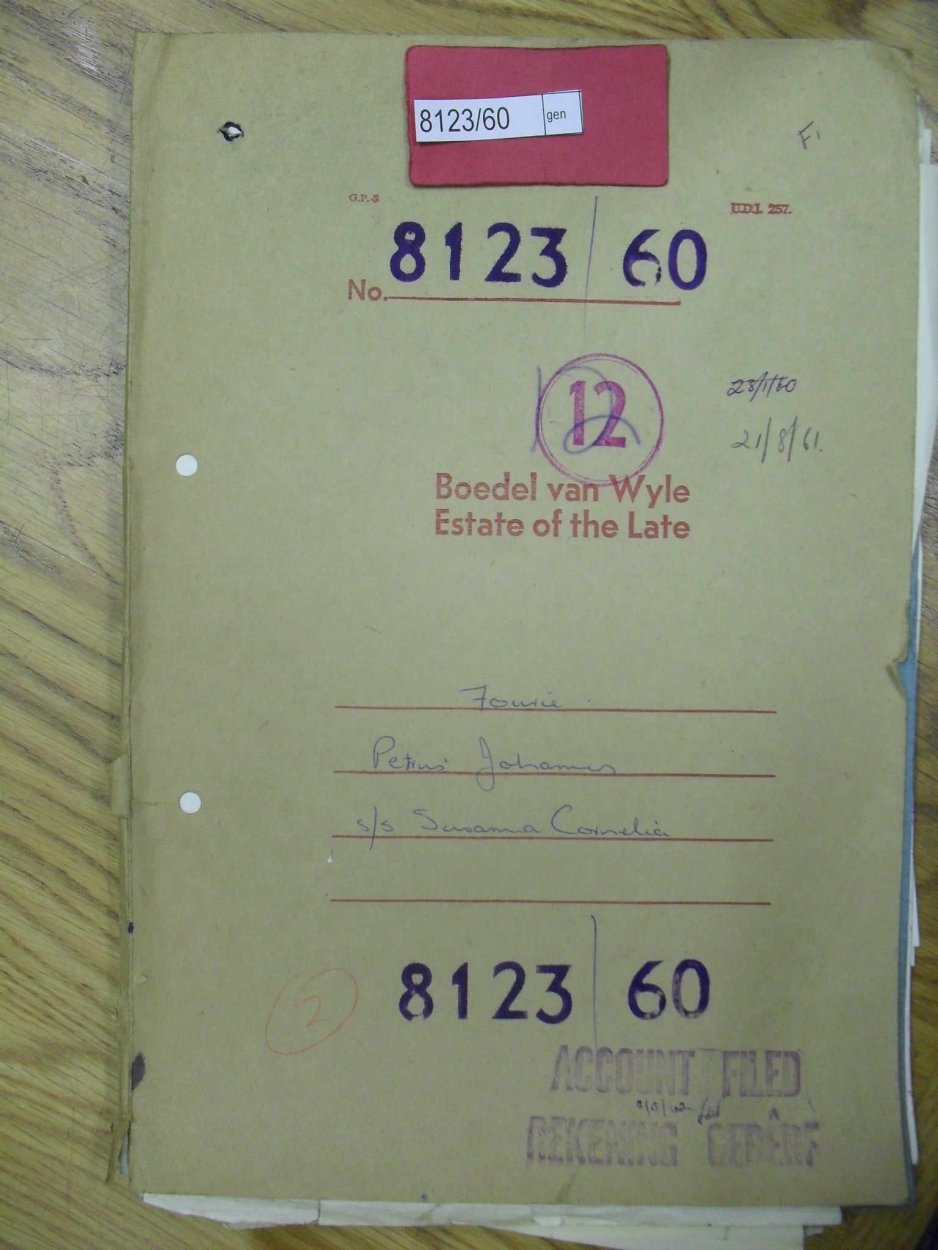 8123/60 gen
F.
G.P.-S
U.D.J. 257.
8123/60
No.
12
23/1/60
21/8/61.
Boedel van Wyle
Estate of the Late
Fourie
Petrus Johannes
s/s Susanna Cornelia
8123/60
2
ACCOUNT FILED
REKENING